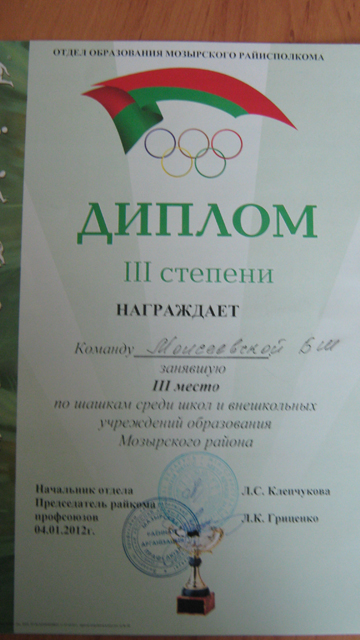 ОТДЕЛ ОБРАЗОВАНИЯ МОЗЫРСКОГО РАЙИСПОЛКОМА
ДИПЛОМ
III степени
НАГРАЖДАЕТ
Команду Моисеевской БШ
занявшую
III место
по шашкам среди школ и внешкольных
учреждений образования
Мозырского района
Начальник отдела Л.С. Клепчукова
Председатель райкома
профсоюзов Л.К. Гриценко
04.01.2012г.